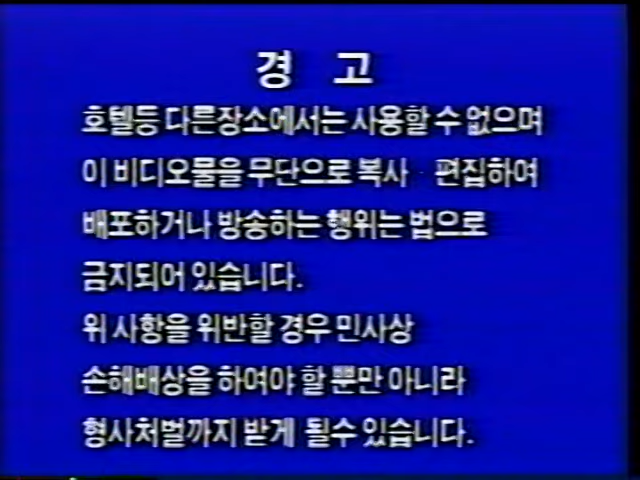 경 고
호텔등 다른장소에서는 사용할 수 없으며
이 비디오물을 무단으로 복사 · 편집하여
배포하거나 방송하는 행위는 법으로
금지되어 있습니다.
위 사항을 위반할 경우 민사상
손해배상을 하여야 할 뿐만 아니라
형사처벌까지 받게 될수 있습니다.